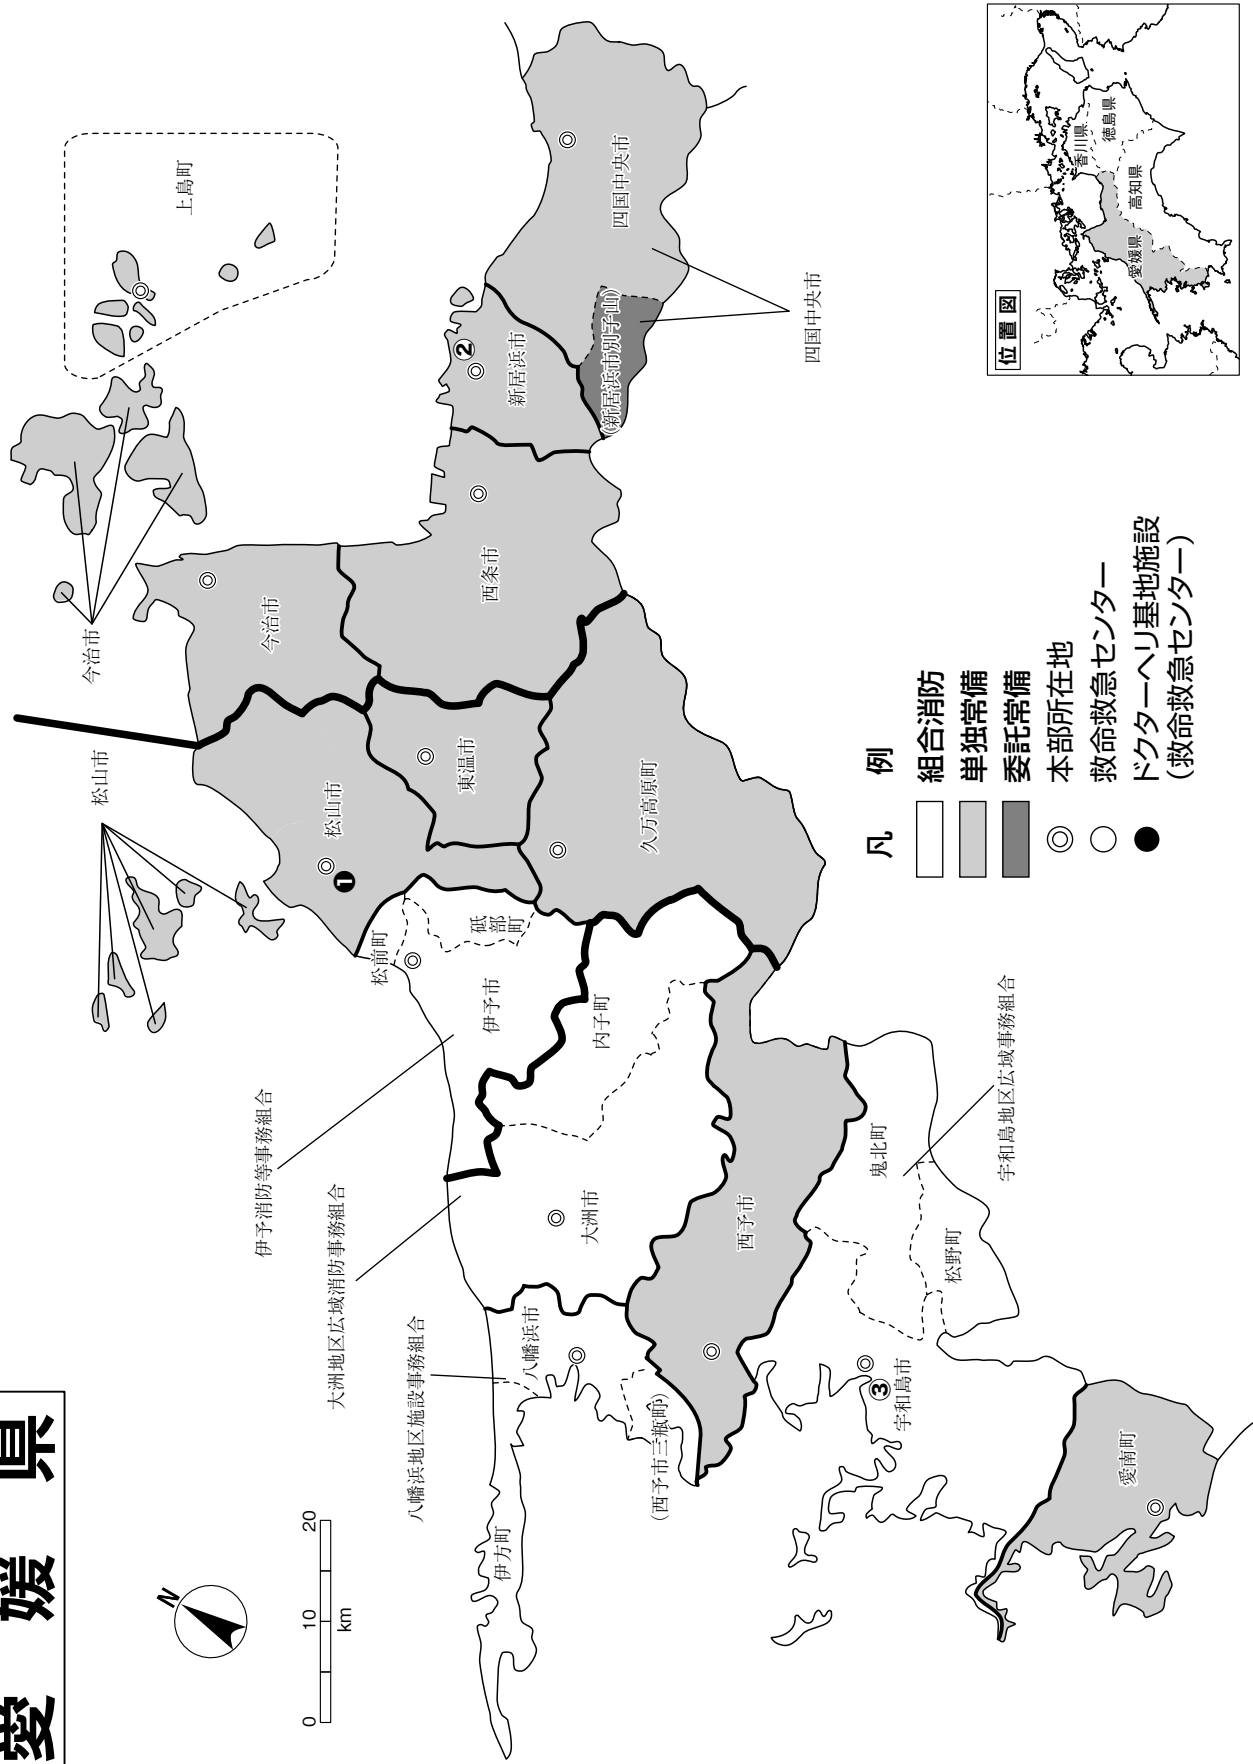 愛媛県
N
0 10 20
km
上島町
今治市
松山市
今治市
松山市
東温市
西条市
新居浜市
②
(新居浜市別子山)
四国中央市
四国中央市
久万高原町
❶
松前町
砥部町
伊予市
内子町
伊予消防等事務組合
大洲地区広域消防事務組合
大洲市
八幡浜地区施設事務組合
八幡浜市
伊方町
(西予市三瓶町)
西予市
鬼北町
松野町
宇和島地区広域事務組合
③
宇和島市
愛南町
凡例
組合消防
単独常備
委託常備
本部所在地
救命救急センター
ドクターヘリ基地施設
(救命救急センター)
位置図
香川県
徳島県
愛媛県
高知県